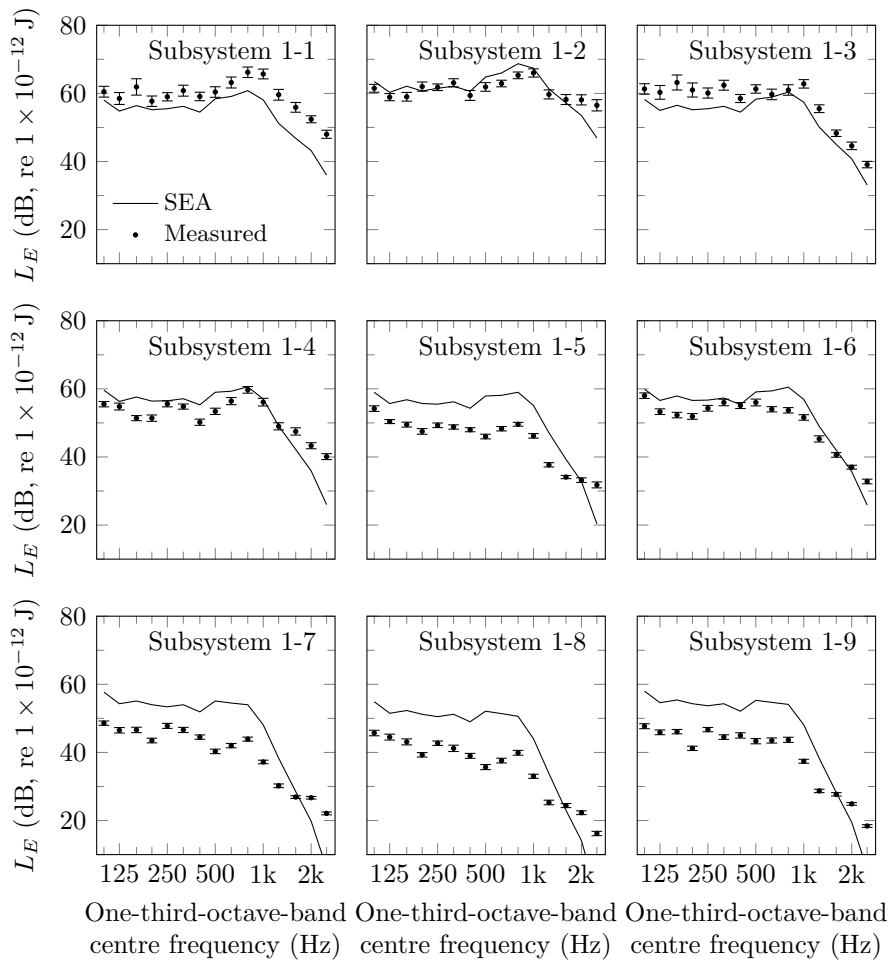 Subsystem 1-1
Subsystem 1-2
Subsystem 1-3
80
60
40
20
L_E (dB, re 1 × 10^{-12} J)
SEA
Measured
Subsystem 1-4
Subsystem 1-5
Subsystem 1-6
80
60
40
20
L_E (dB, re 1 × 10^{-12} J)
Subsystem 1-7
Subsystem 1-8
Subsystem 1-9
80
60
40
20
L_E (dB, re 1 × 10^{-12} J)
125 250 500 1k 2k
125 250 500 1k 2k
125 250 500 1k 2k
One-third-octave-band
centre frequency (Hz)
One-third-octave-band
centre frequency (Hz)
One-third-octave-band
centre frequency (Hz)